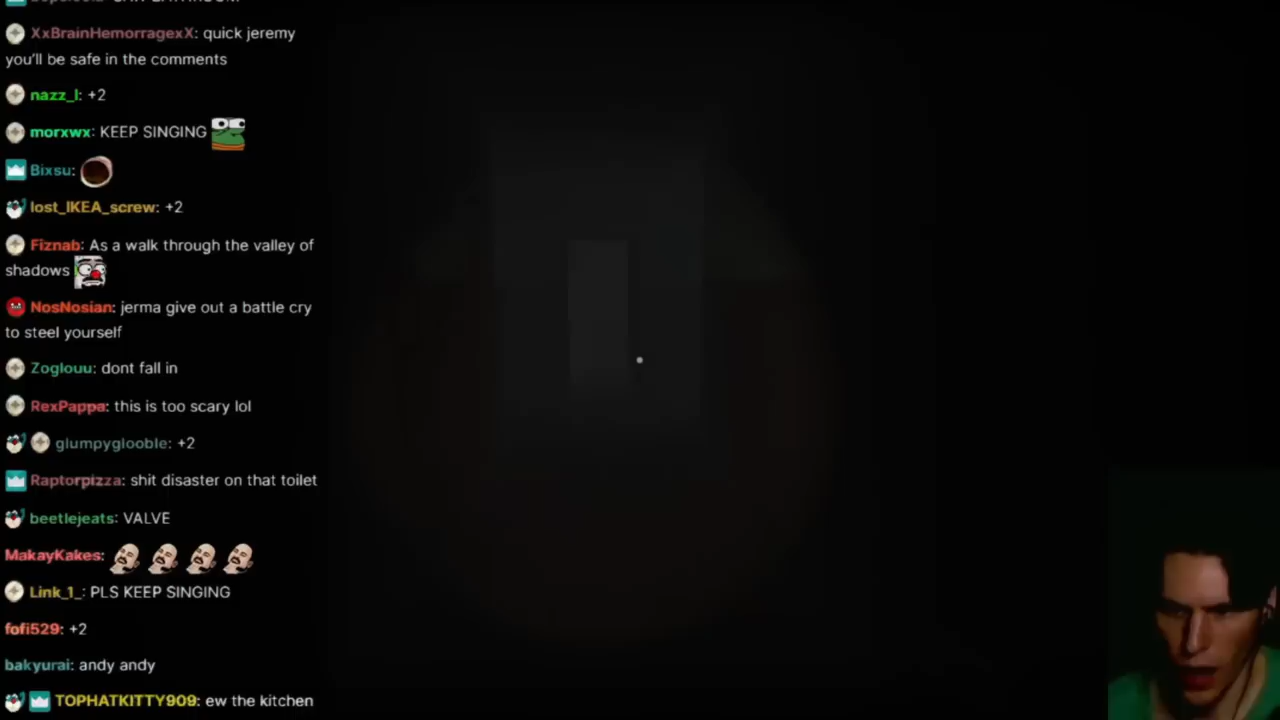 XxBrainHemorragexX: quick jeremy
you'll be safe in the comments
nazz_l: +2
morxwx: KEEP SINGING
Bixsu:
lost_IKEA_screw: +2
Fiznab: As a walk through the valley of
shadows
NosNosian: jerma give out a battle cry
to steel yourself
Zoglouu: dont fall in
RexPappa: this is too scary lol
glumpyglooble: +2
Raptorpizza: shit disaster on that toilet
beetlejeats: VALVE
MakayKakes:
Link_1_: PLS KEEP SINGING
fofi529: +2
bakyurai: andy andy
TOPHATKITTY909: ew the kitchen